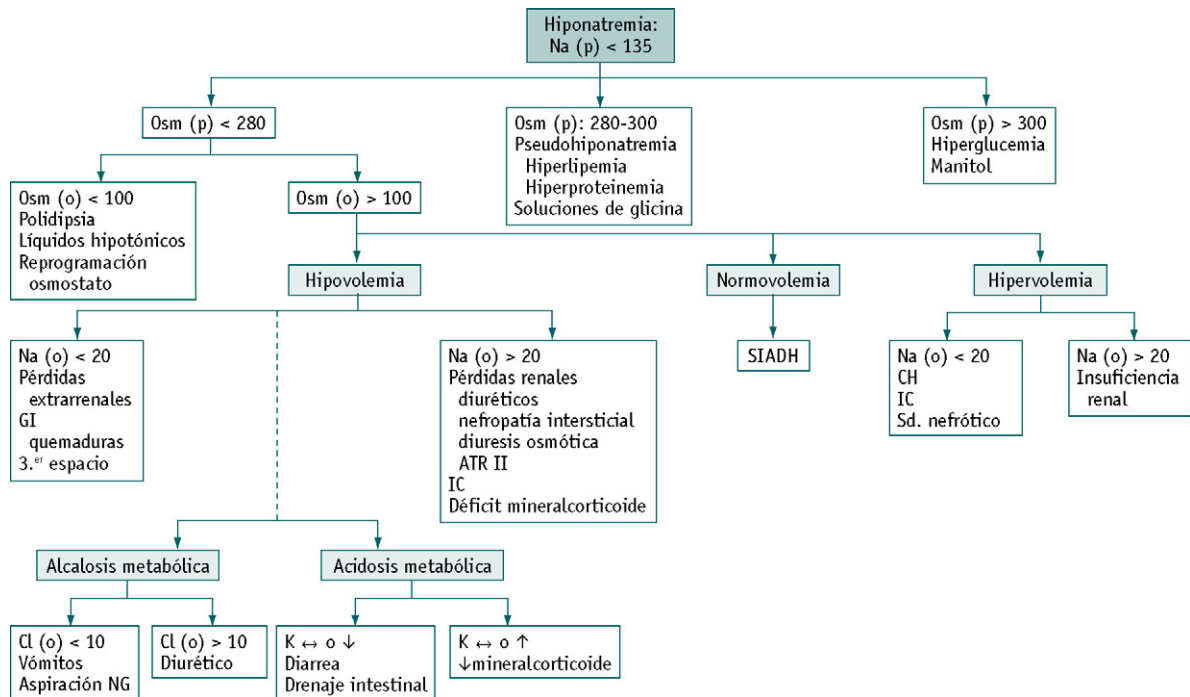 Hiponatremia:
Na (p) < 135
Osm (p) < 280
Osm (p): 280-300
Pseudohiponatremia
Hiperlipemia
Hiperproteinemia
Soluciones de glicina
Osm (p) > 300
Hiperglucemia
Manitol
Osm (o) < 100
Polidipsia
Líquidos hipotónicos
Reprogramación
osmostato
Osm (o) > 100
Hipovolemia
Normovolemia
Hipervolemia
Na (o) < 20
Pérdidas
extrarrenales
GI
quemaduras
3.er espacio
Na (o) > 20
Pérdidas renales
diuréticos
nefropatía intersticial
diuresis osmótica
ATR II
IC
Déficit mineralcorticoide
SIADH
Na (o) < 20
CH
IC
Sd. nefrótico
Na (o) > 20
Insuficiencia
renal
Alcalosis metabólica
Acidosis metabólica
Cl (o) < 10
Vómitos
Aspiración NG
Cl (o) > 10
Diurético
K ↔ o ↓
Diarrea
Drenaje intestinal
K ↔ o ↑
↓mineralcorticoide